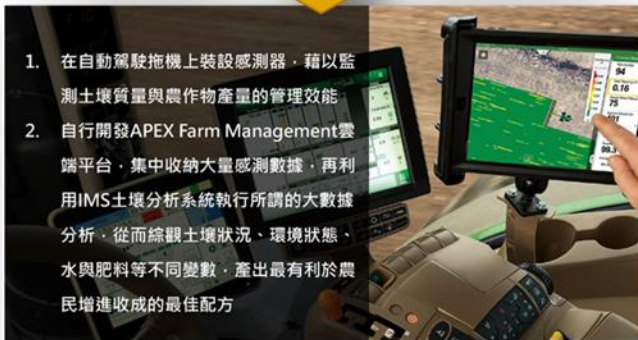 1. 在自動駕駛拖機上裝設感測器，藉以監
測土壤質量與農作物產量的管理效能
2. 自行開發APEX Farm Management雲
端平台，集中收納大量感測數據，再利
用IMS土壤分析系統執行所謂的大數據
分析，從而綜觀土壤狀況、環境狀態、
水與肥料等不同變數，產出最有利於農
民增進收成的最佳配方
94
0.16
75